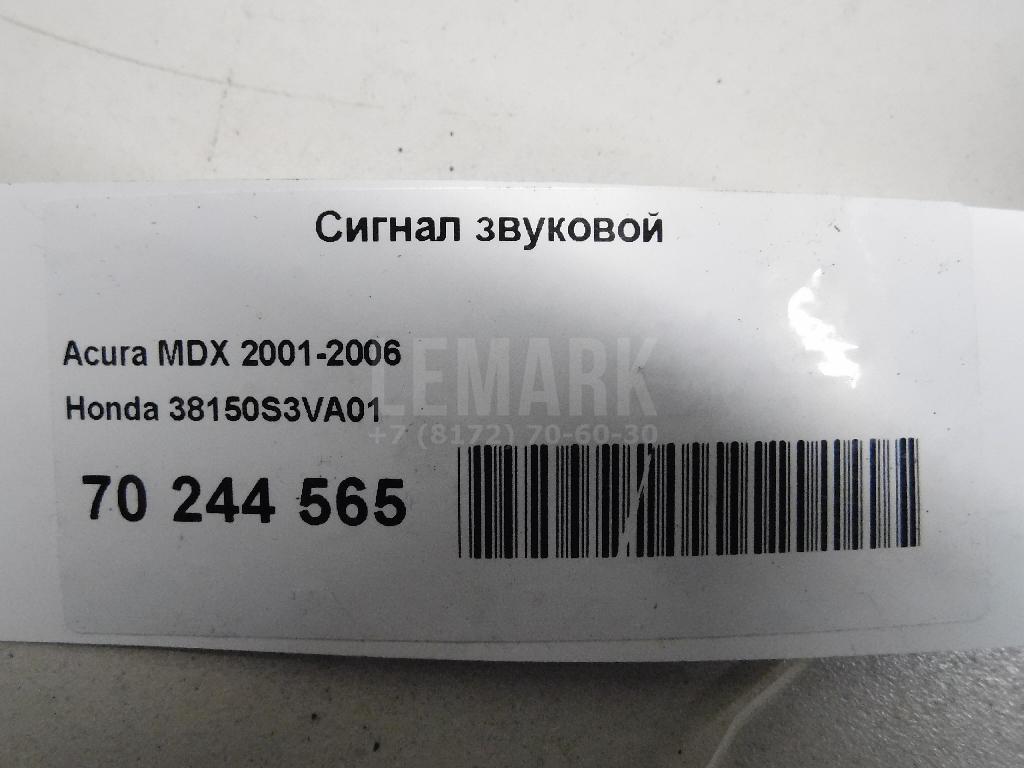 Сигнал звуковой
Acura MDX 2001-2006
LEMARK
Honda 38150S3VA01
+7 (8172) 70-60-30
70 244 565